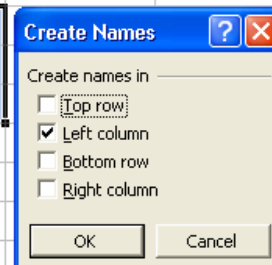 Create Names
Create names in
Top row
Left column
Bottom row
Right column
OK Cancel